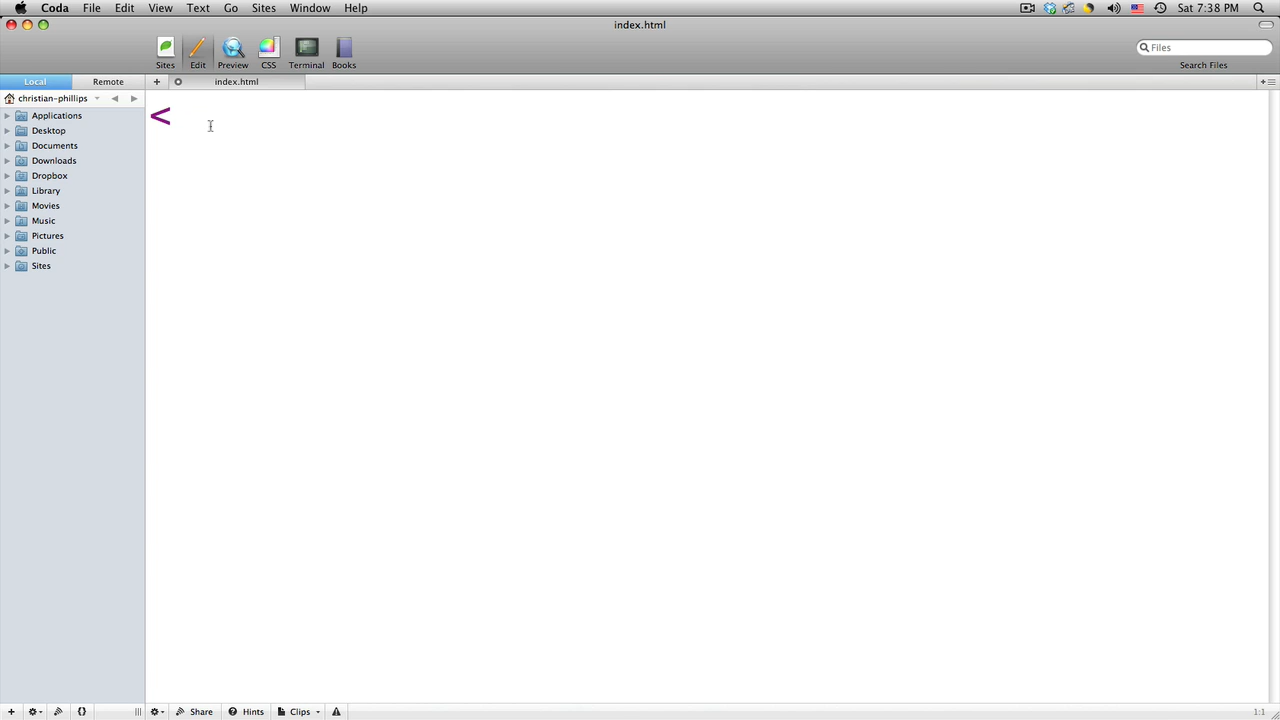 Coda File Edit View Text Go Sites Window Help Sat 7:38 PM
index.html
Sites Edit Preview CSS Terminal Books Files
Search Files
Local Remote + index.html
christian-phillips
Applications
Desktop
Documents
Downloads
Dropbox
Library
Movies
Music
Pictures
Public
Sites
<
Share Hints Clips 1:1